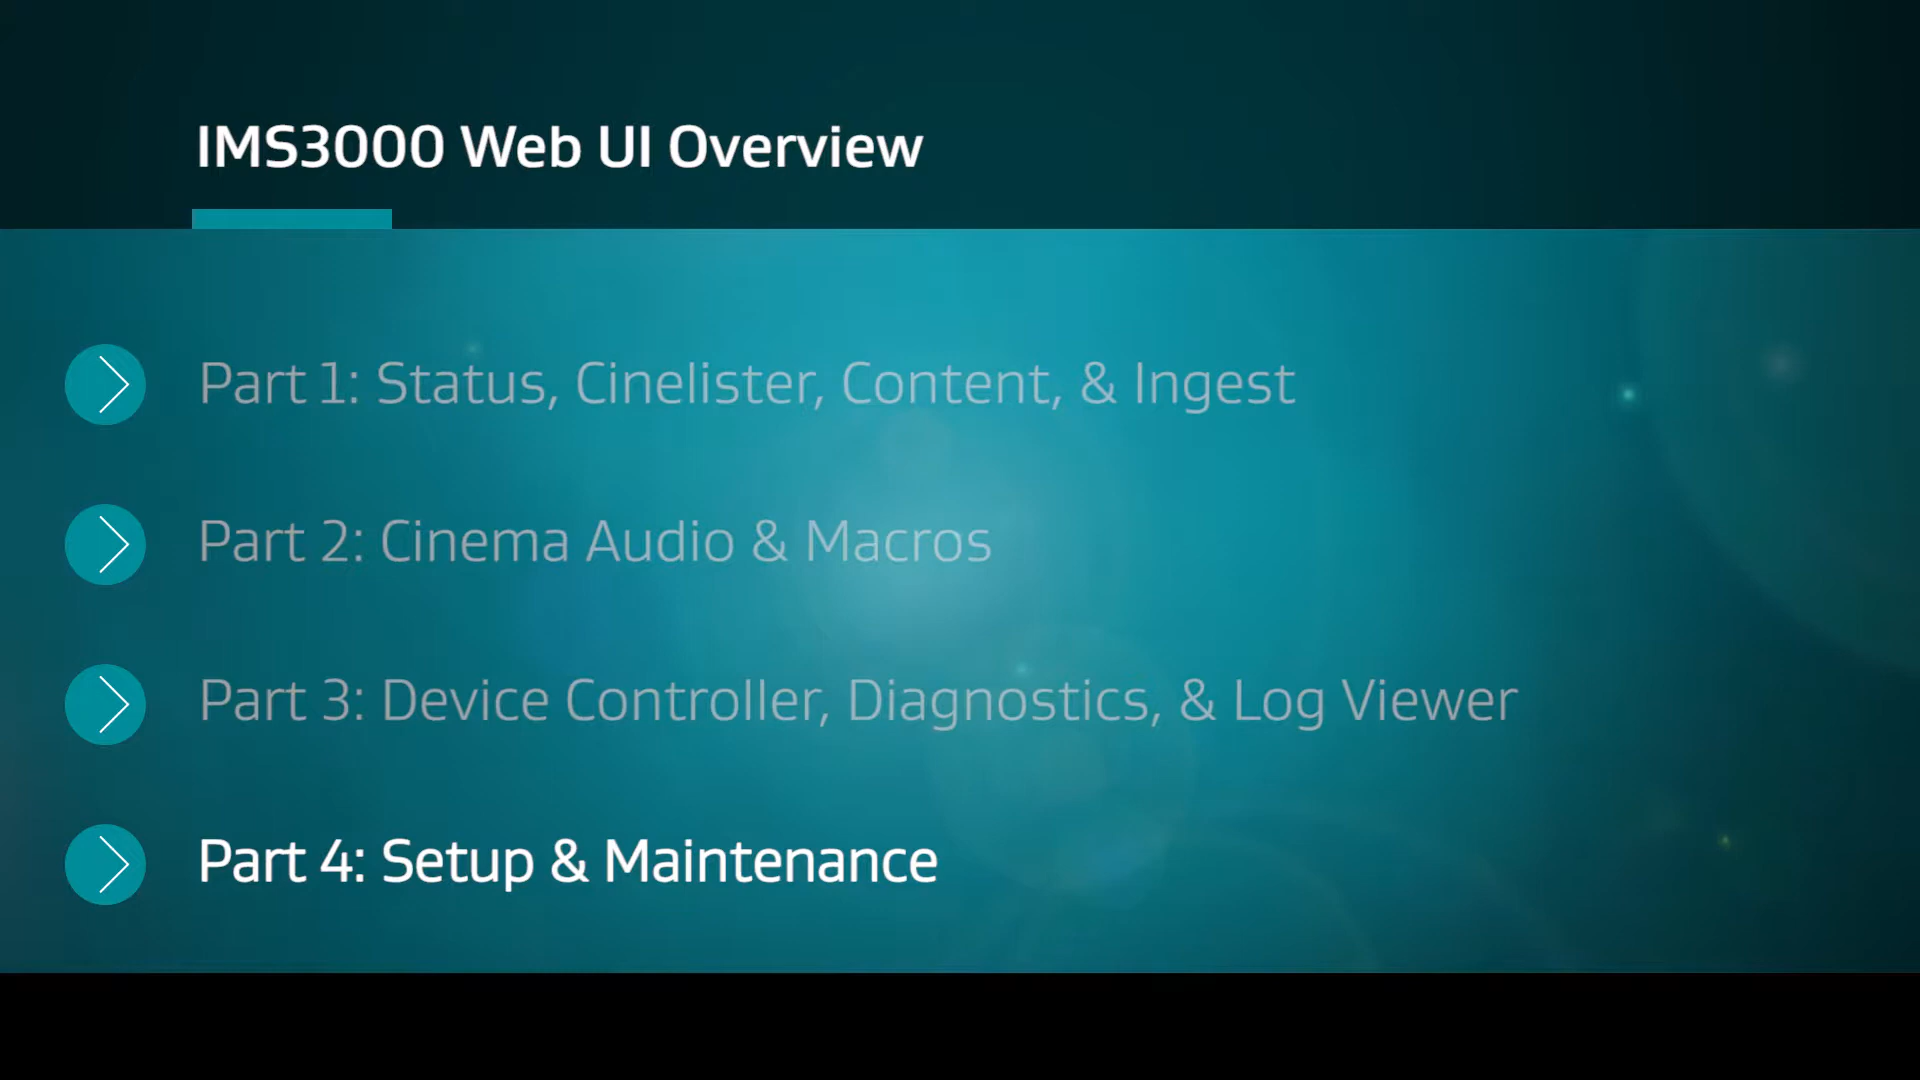 IMS3000 Web UI Overview
Part 1: Status, Cinelister, Content, & Ingest
Part 2: Cinema Audio & Macros
Part 3: Device Controller, Diagnostics, & Log Viewer
Part 4: Setup & Maintenance